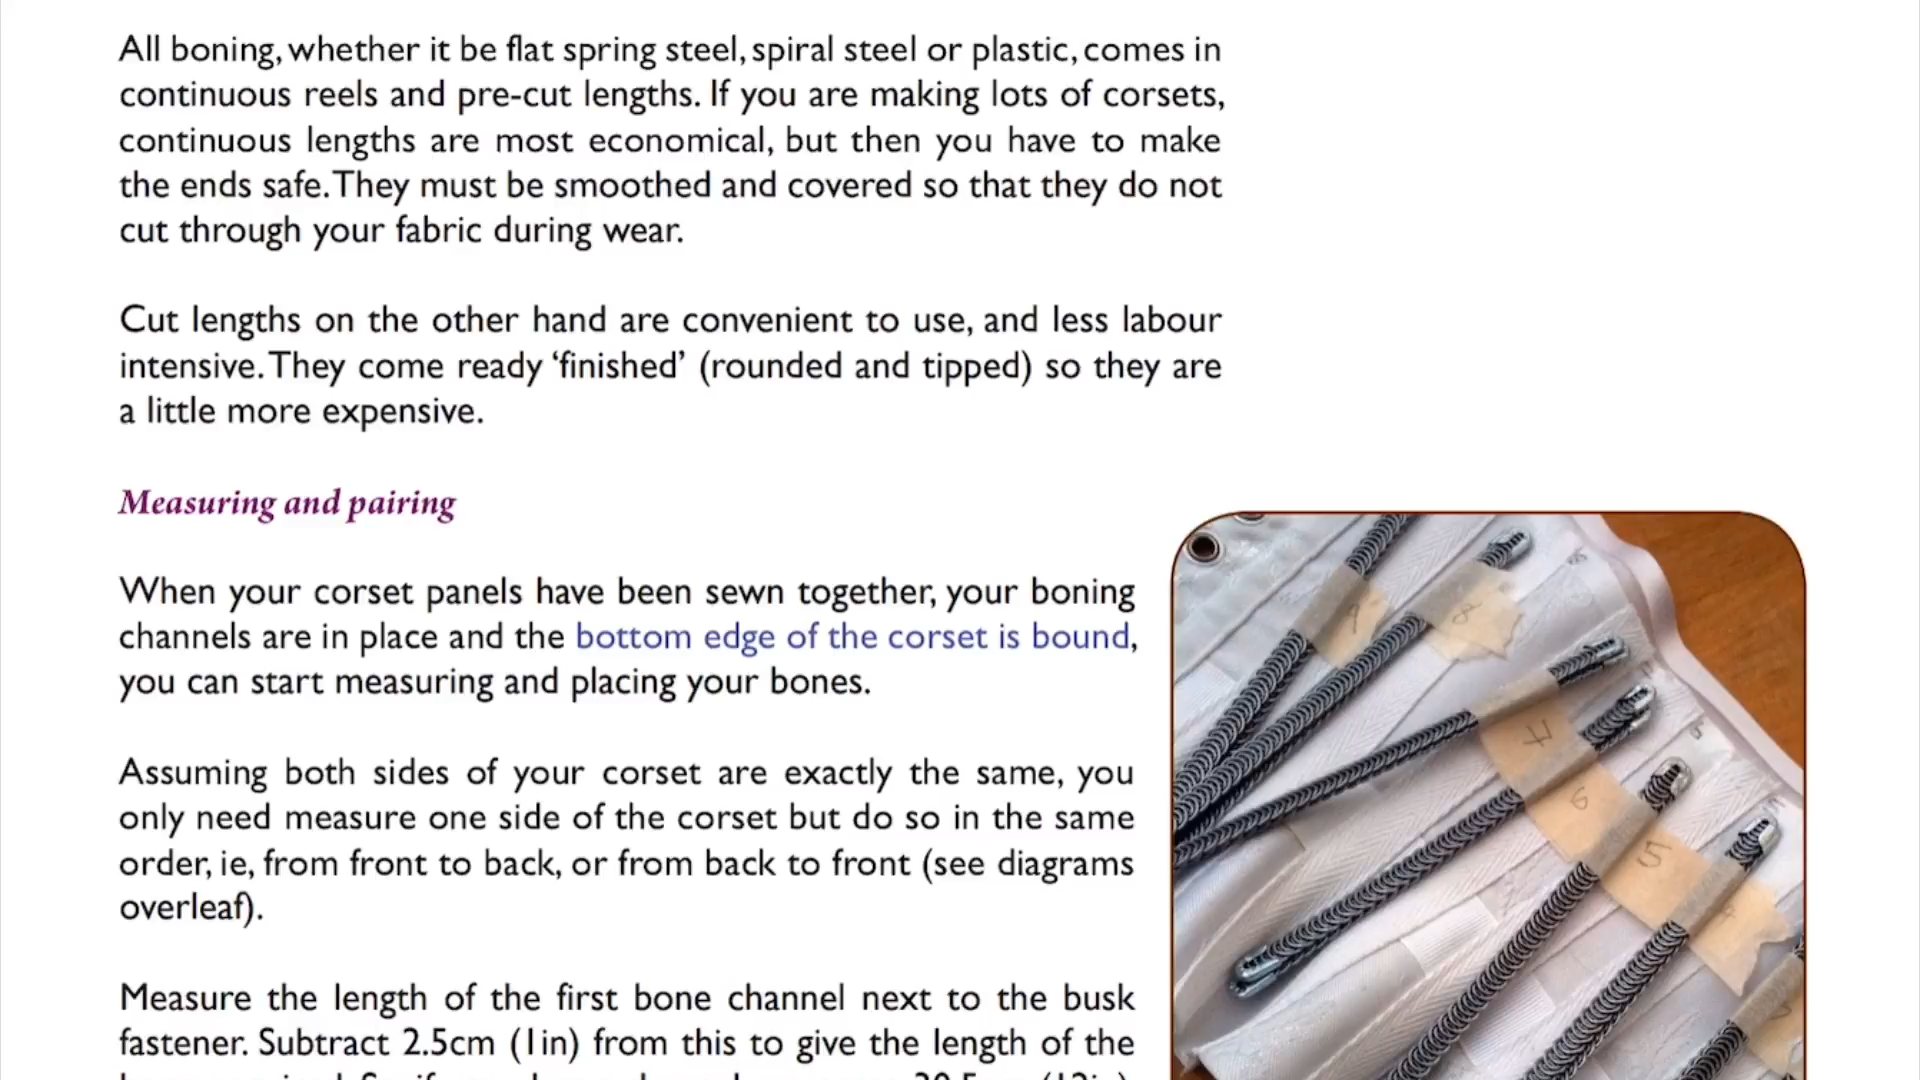 All boning, whether it be flat spring steel, spiral steel or plastic, comes in
continuous reels and pre-cut lengths. If you are making lots of corsets,
continuous lengths are most economical, but then you have to make
the ends safe. They must be smoothed and covered so that they do not
cut through your fabric during wear.
Cut lengths on the other hand are convenient to use, and less labour
intensive. They come ready ‘finished’ (rounded and tipped) so they are
a little more expensive.
Measuring and pairing
When your corset panels have been sewn together, your boning
channels are in place and the bottom edge of the corset is bound,
you can start measuring and placing your bones.
Assuming both sides of your corset are exactly the same, you
only need measure one side of the corset but do so in the same
order, ie, from front to back, or from back to front (see diagrams
overleaf).
Measure the length of the first bone channel next to the busk
fastener. Subtract 2.5cm (1in) from this to give the length of the
9
8
7
6
5